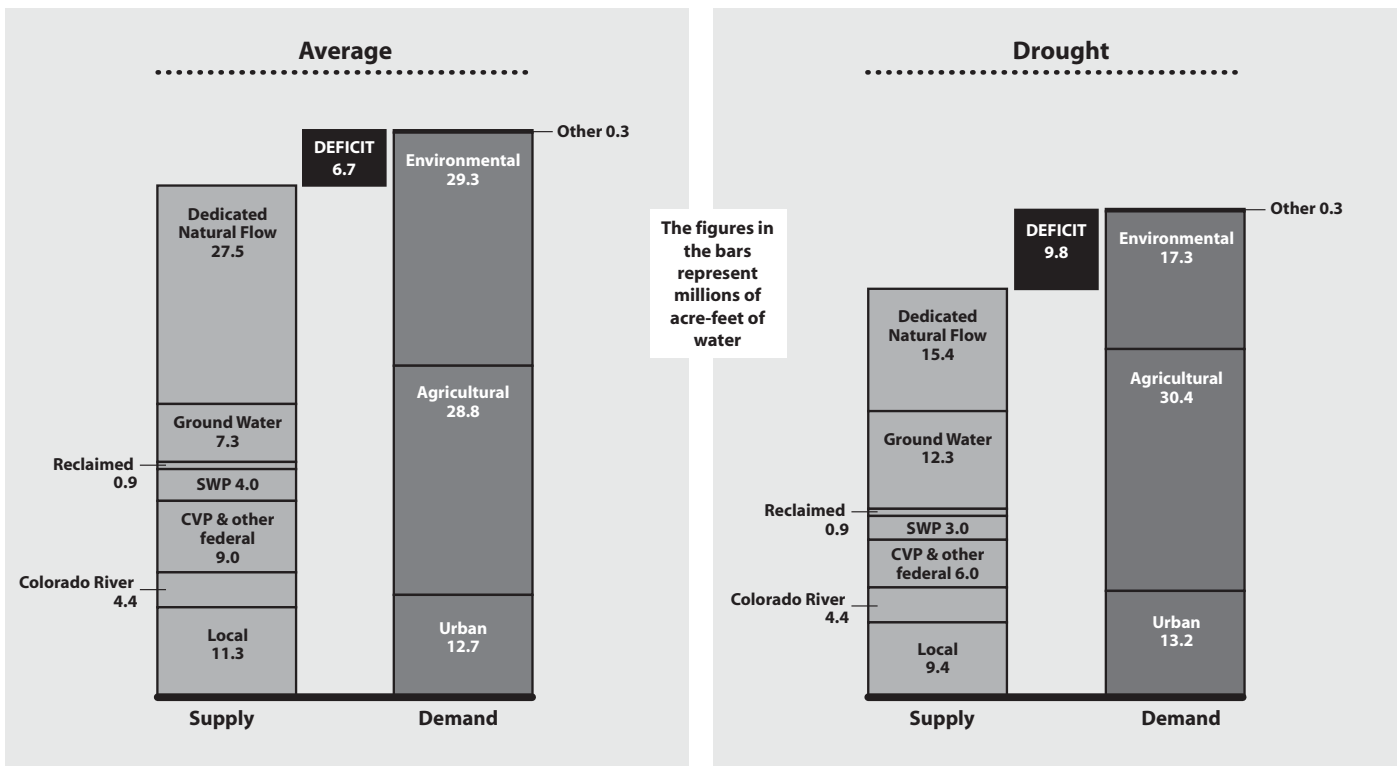 Average
DEFICIT
6.7
Other 0.3
Environmental
29.3
Dedicated
Natural Flow
27.5
Agricultural
28.8
Ground Water
7.3
Reclaimed
0.9
SWP 4.0
CVP & other
federal
9.0
Colorado River
4.4
Local
11.3
Urban
12.7
Supply
Demand
The figures in
the bars
represent
millions of
acre-feet of
water
Drought
DEFICIT
9.8
Other 0.3
Environmental
17.3
Dedicated
Natural Flow
15.4
Agricultural
30.4
Ground Water
12.3
Reclaimed
0.9
SWP 3.0
CVP & other
federal 6.0
Colorado River
4.4
Local
9.4
Urban
13.2
Supply
Demand